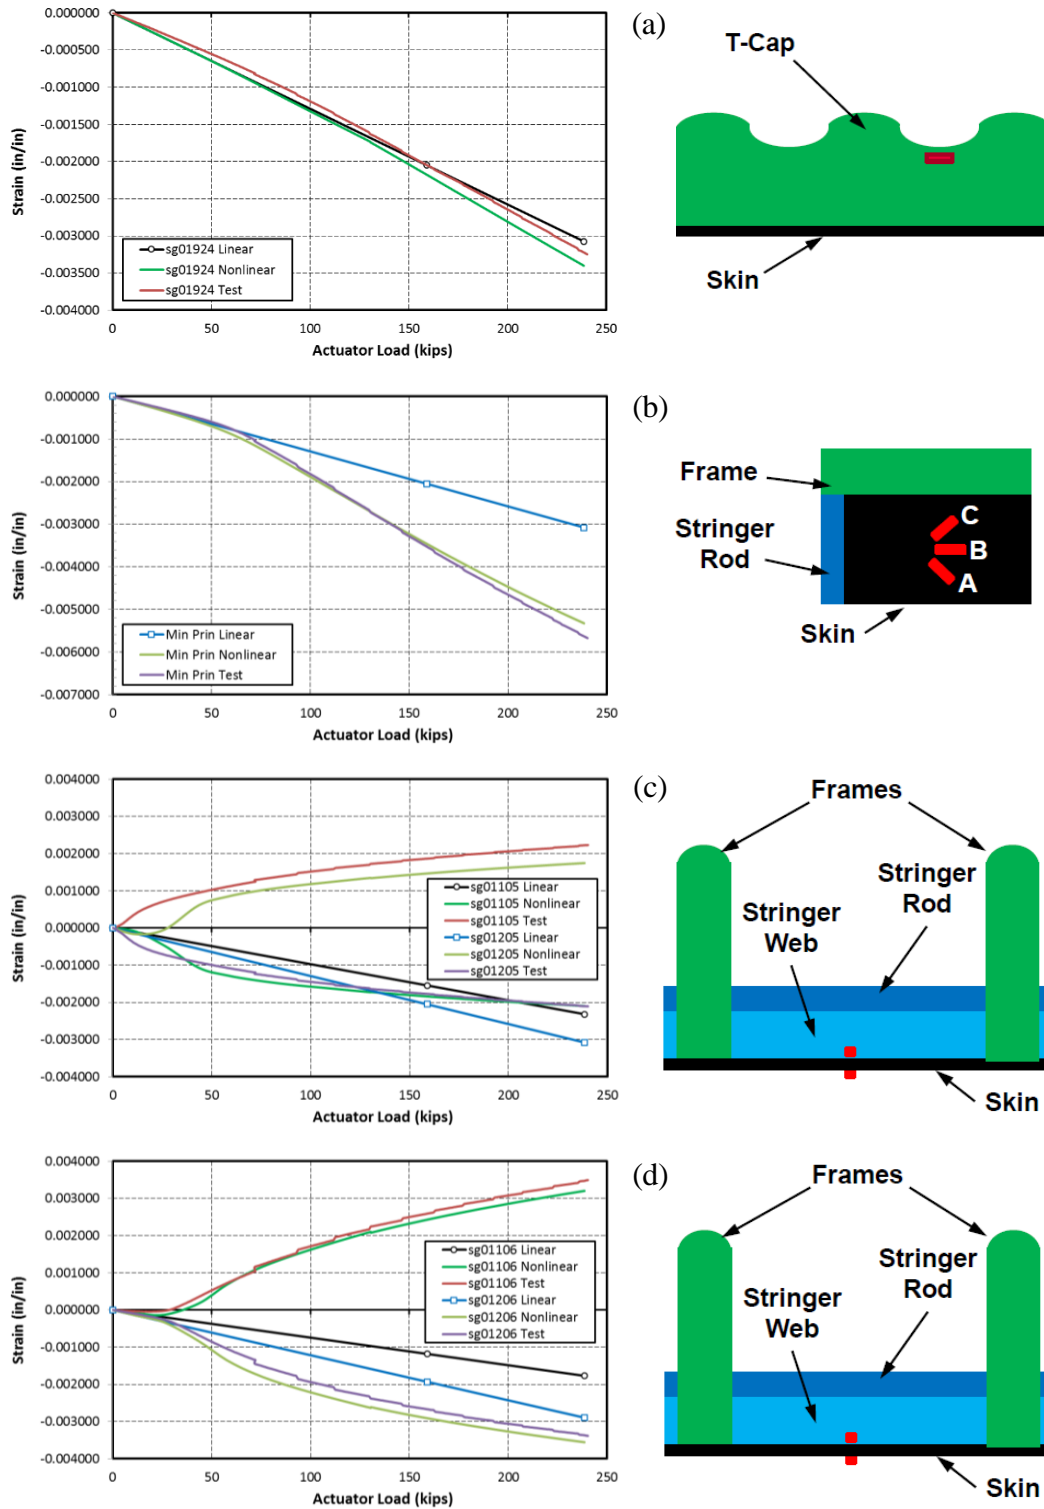 (a)
0.000000
-0.000500
-0.001000
-0.001500
-0.002000
-0.002500
-0.003000
-0.003500
-0.004000
Strain (in/in)
sg01924 Linear
sg01924 Nonlinear
sg01924 Test
0 50 100 150 200 250
Actuator Load (kips)
T-Cap
Skin
(b)
0.000000
-0.001000
-0.002000
-0.003000
-0.004000
-0.005000
-0.006000
-0.007000
Strain (in/in)
Min Prin Linear
Min Prin Nonlinear
Min Prin Test
0 50 100 150 200 250
Actuator Load (kips)
Frame
Stringer
Rod
C
B
A
Skin
(c)
0.004000
0.003000
0.002000
0.001000
0.000000
-0.001000
-0.002000
-0.003000
-0.004000
Strain (in/in)
sg01105 Linear
sg01105 Nonlinear
sg01105 Test
sg01205 Linear
sg01205 Nonlinear
sg01205 Test
0 50 100 150 200 250
Actuator Load (kips)
Frames
Stringer
Rod
Stringer
Web
Skin
(d)
0.004000
0.003000
0.002000
0.001000
0.000000
-0.001000
-0.002000
-0.003000
-0.004000
Strain (in/in)
sg01106 Linear
sg01106 Nonlinear
sg01106 Test
sg01206 Linear
sg01206 Nonlinear
sg01206 Test
0 50 100 150 200 250
Actuator Load (kips)
Frames
Stringer
Rod
Stringer
Web
Skin